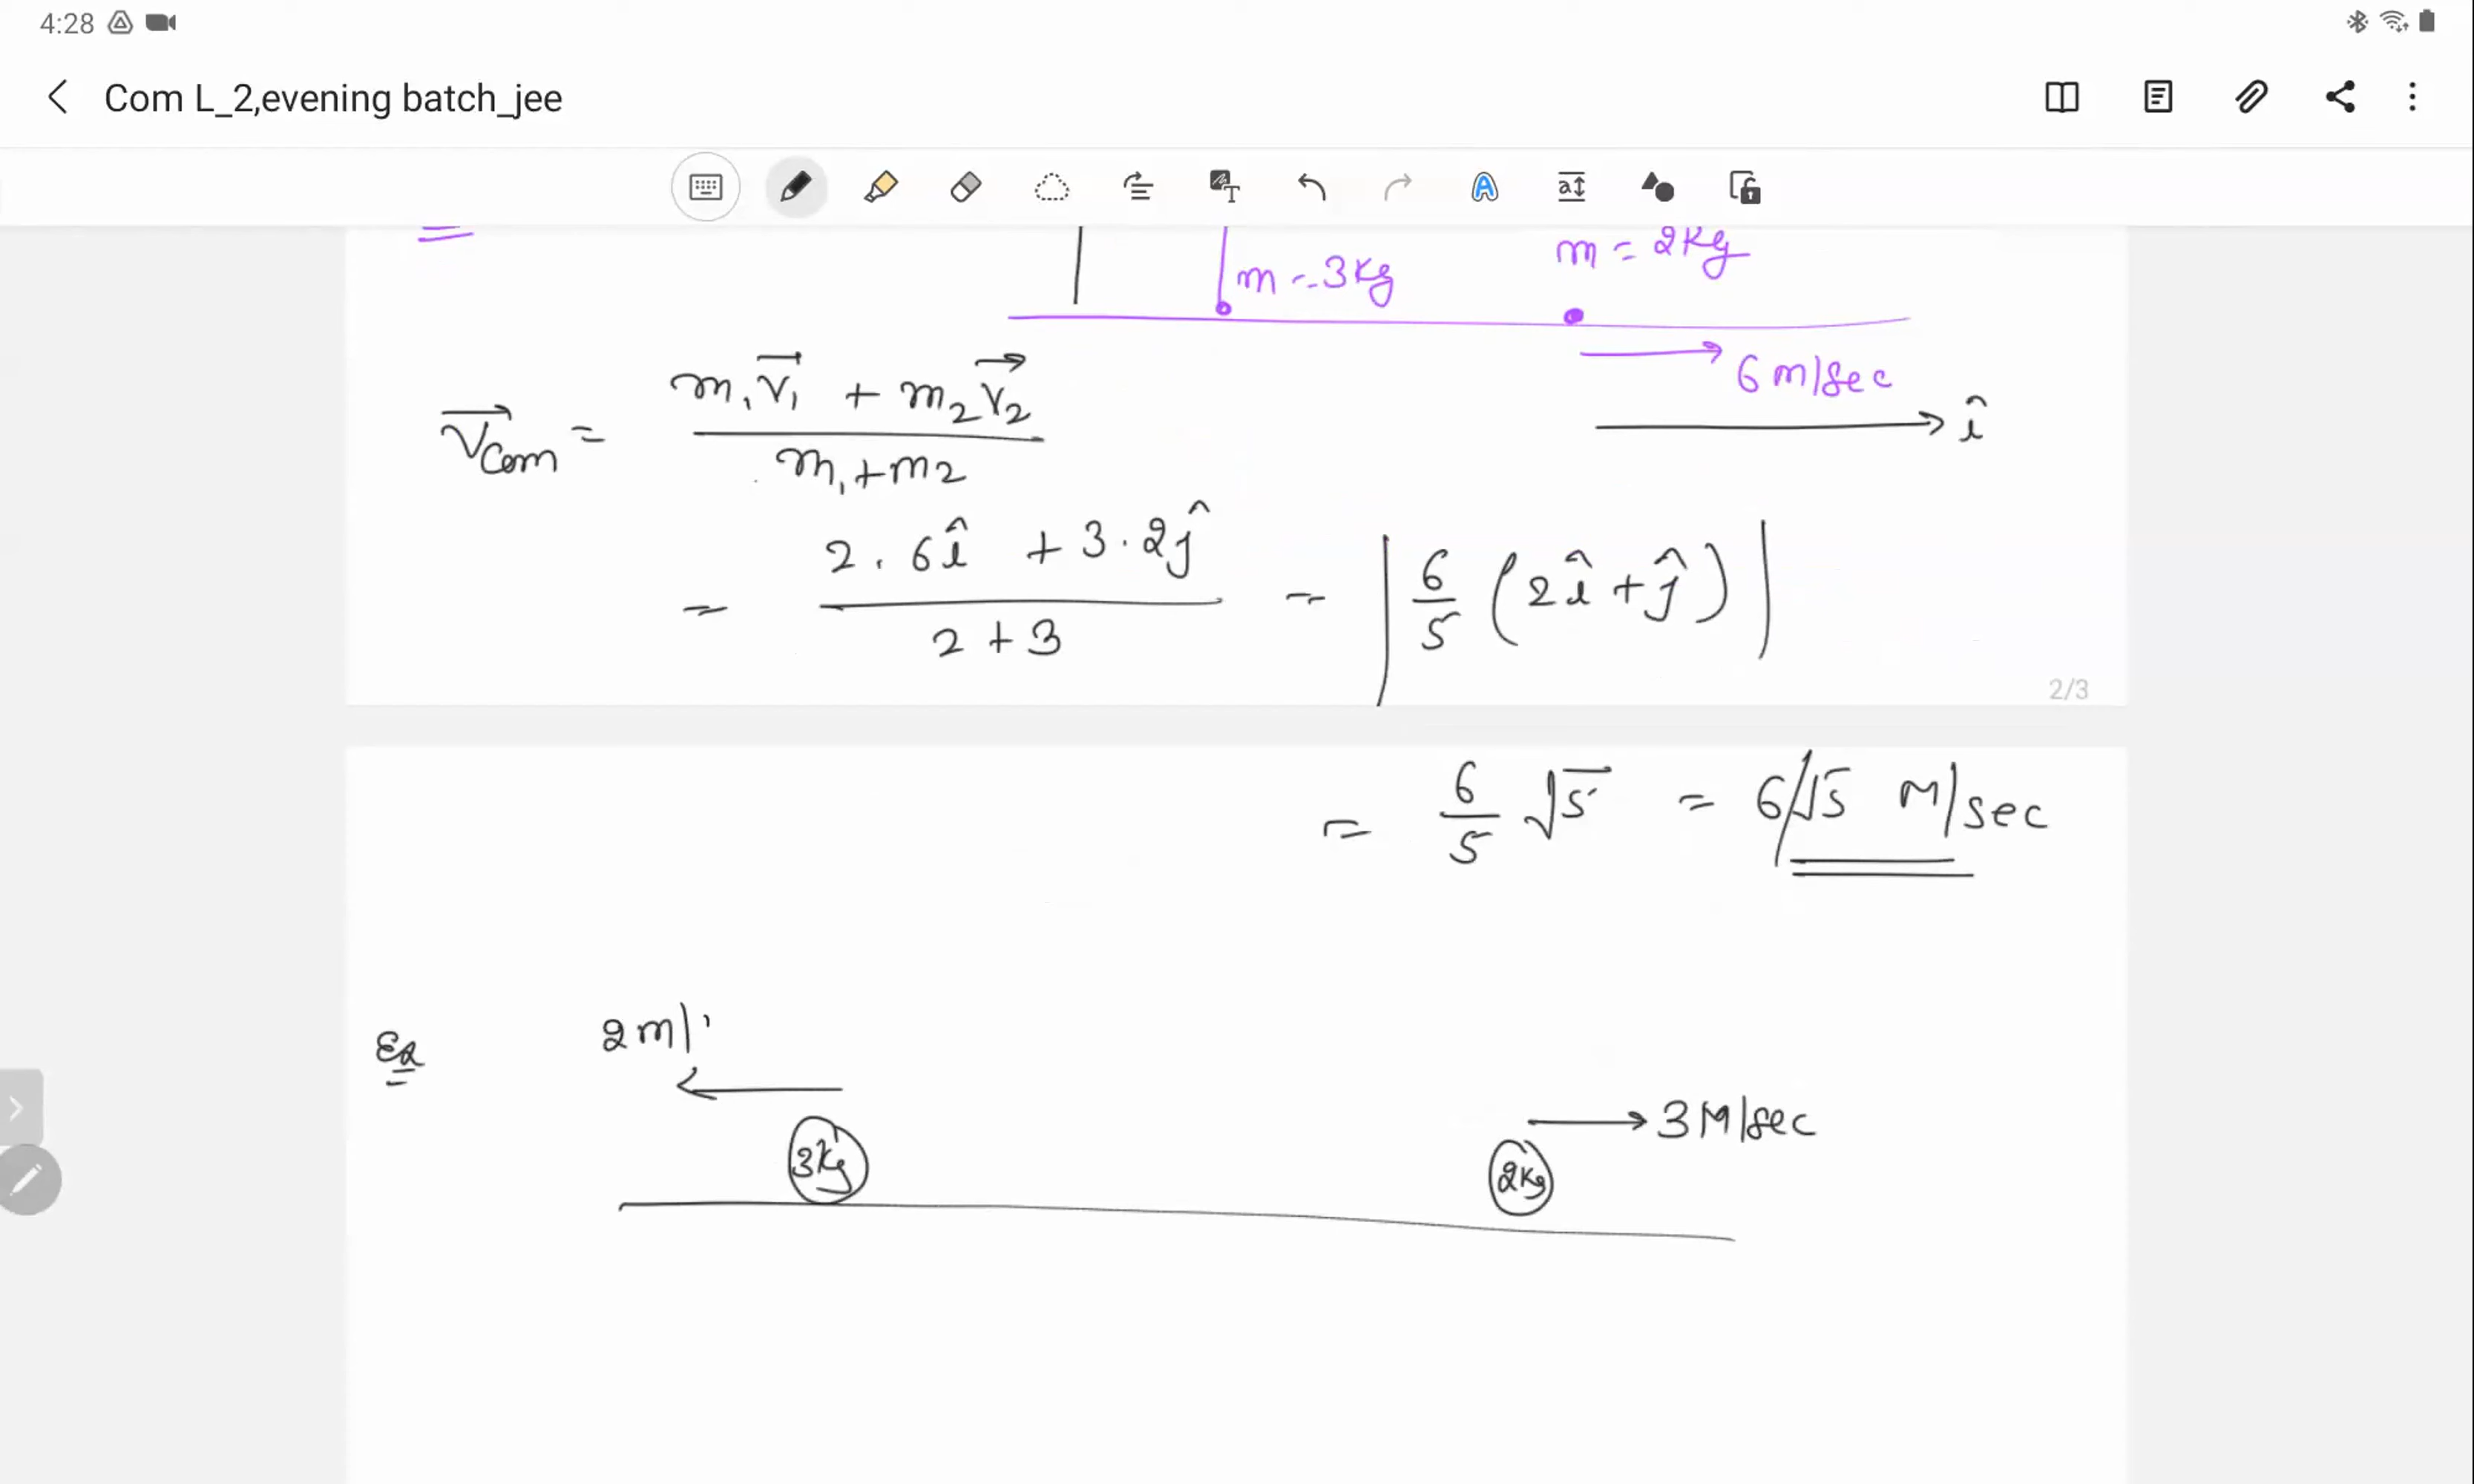 4:28
Com L_2,evening batch_jee
m = 3Kg
m = 2Kg
6 m/sec
î
V⃗com = (m₁v⃗₁ + m₂v⃗₂) / (m₁+m₂)
= (2.6î + 3.2ĵ) / (2+3) = |6/5 (2î+ĵ)|
2/3
= 6/5 √5 = 6/√5 M/sec
Ex
2m/
3 M/sec
3Kg
2Kg